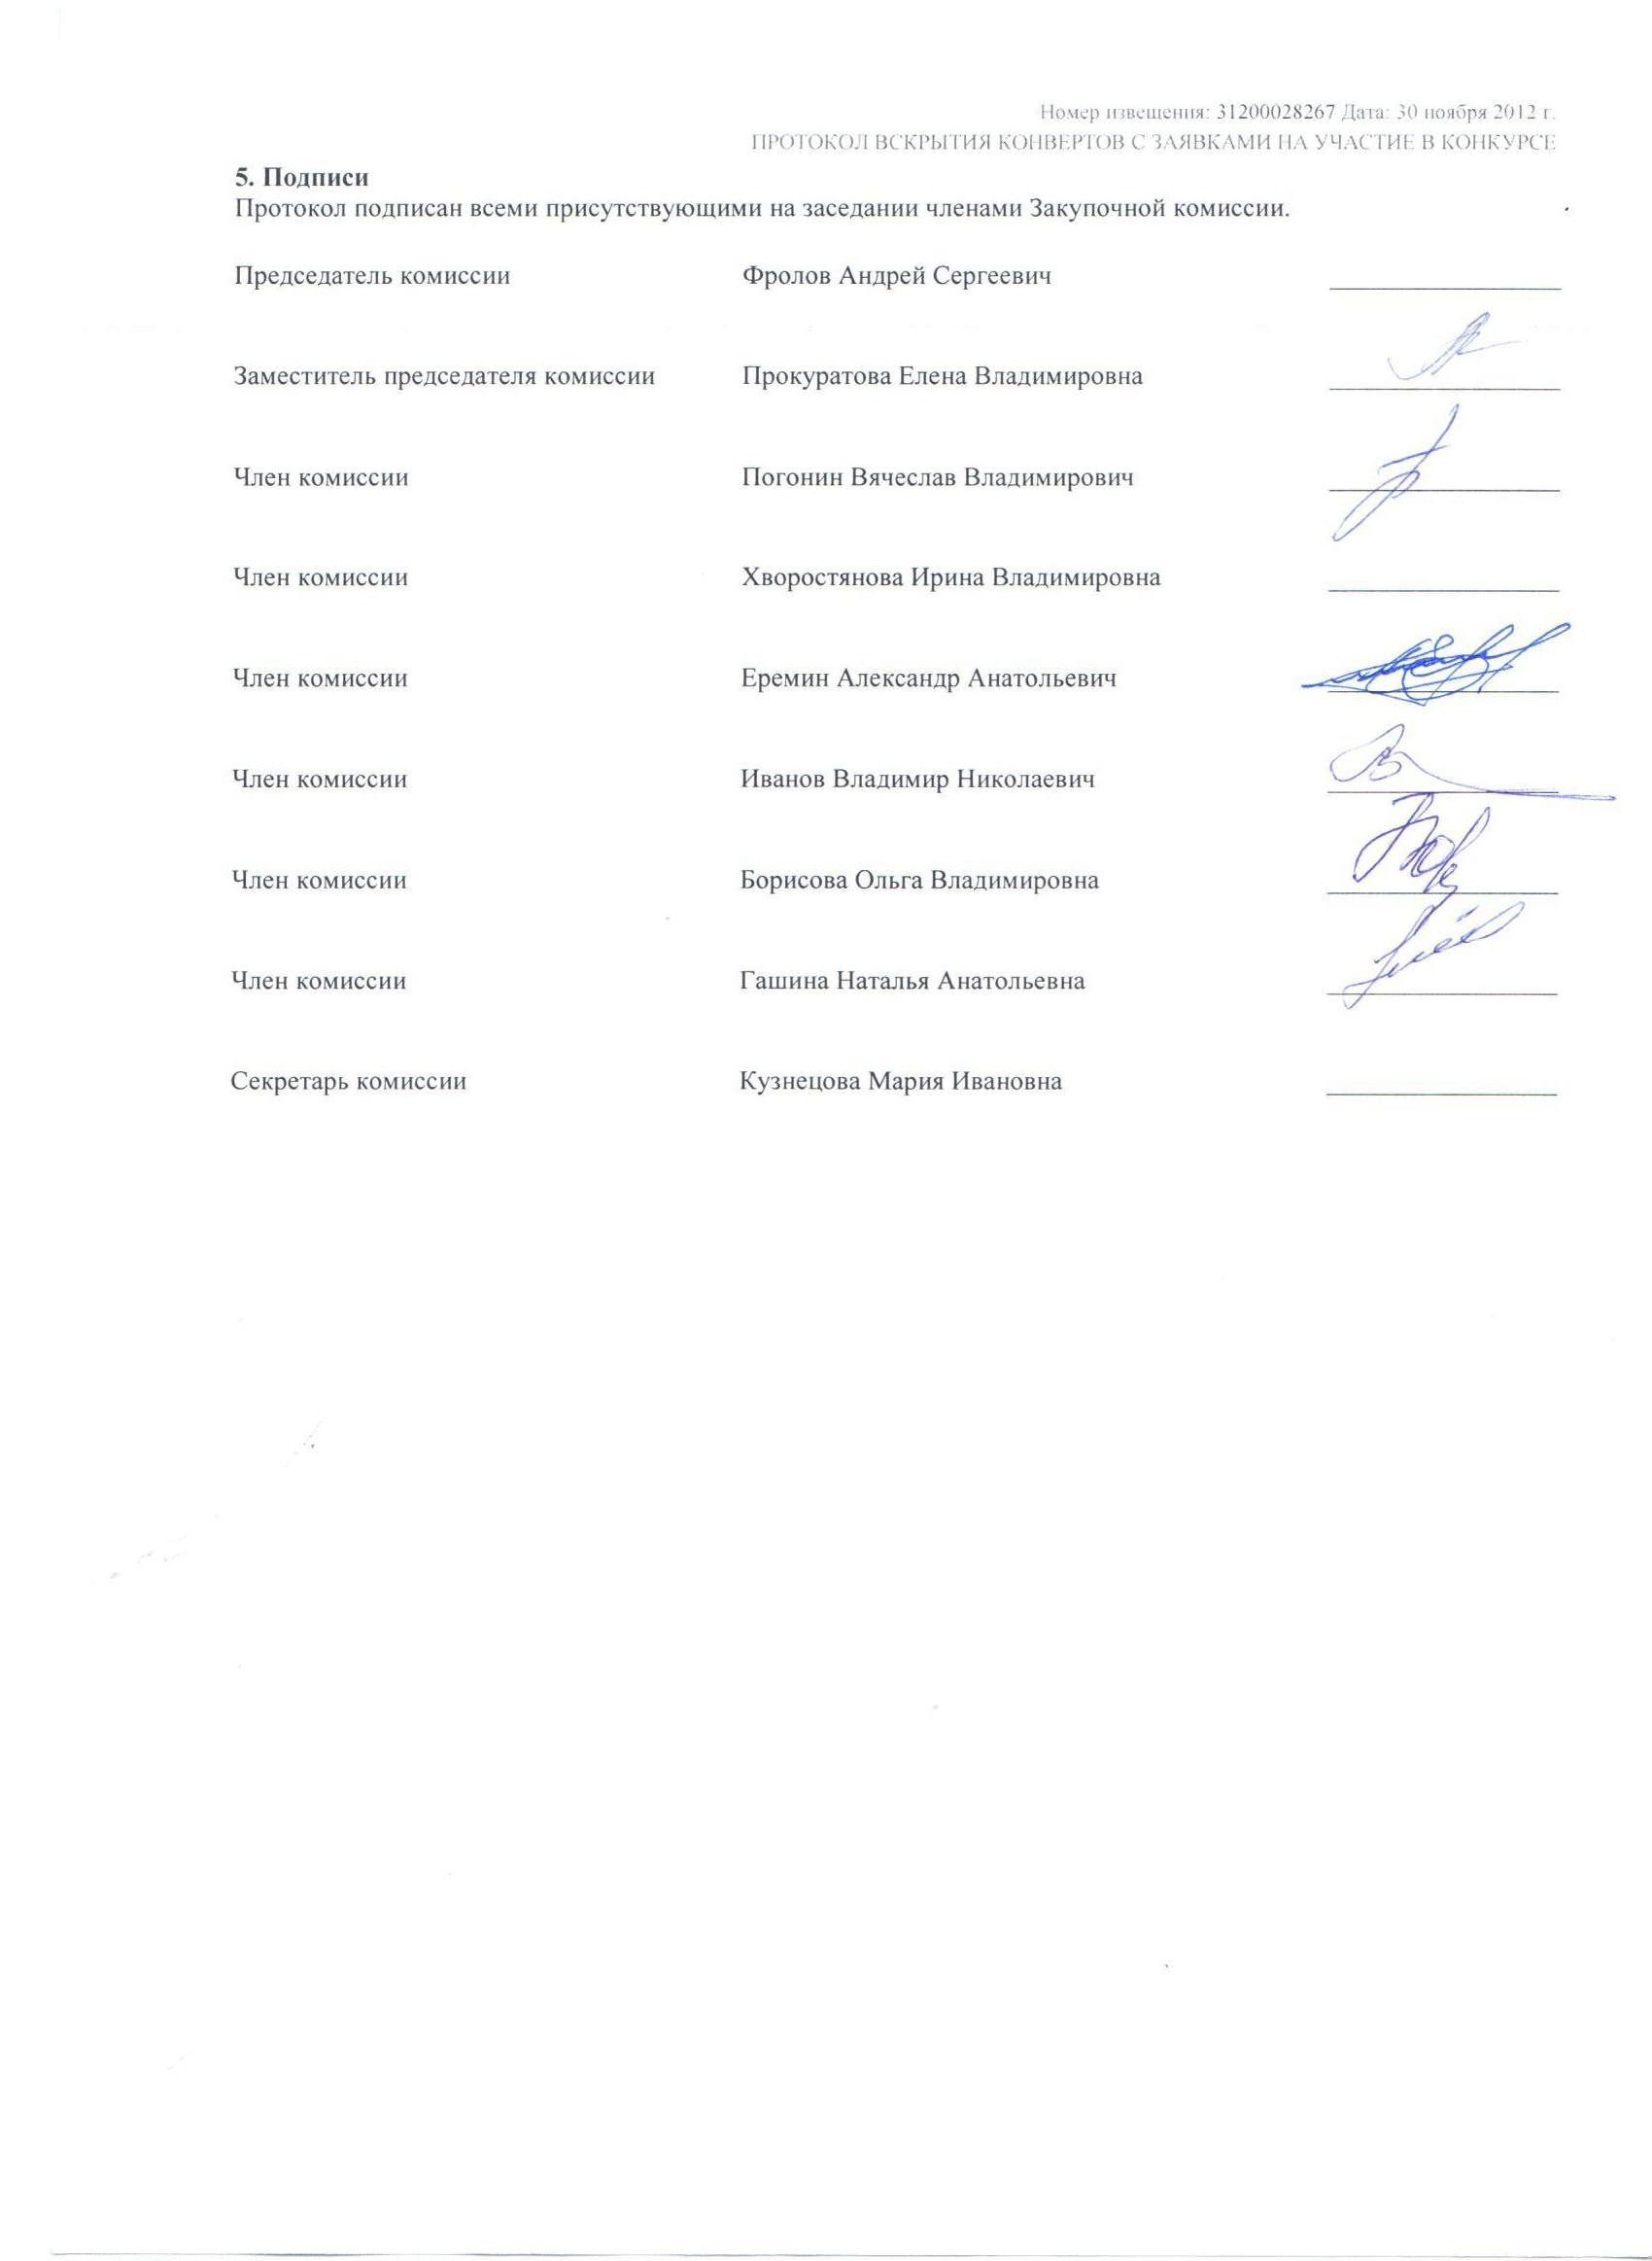 Номер извещения: 31200028267 Дата: 30 ноября 2012 г.
ПРОТОКОЛ ВСКРЫТИЯ КОНВЕРТОВ С ЗАЯВКАМИ НА УЧАСТИЕ В КОНКУРСЕ
5. Подписи
Протокол подписан всеми присутствующими на заседании членами Закупочной комиссии.
Председатель комиссии Фролов Андрей Сергеевич
Заместитель председателя комиссии Прокуратова Елена Владимировна
Член комиссии Погонин Вячеслав Владимирович
Член комиссии Хворостянова Ирина Владимировна
Член комиссии Еремин Александр Анатольевич
Член комиссии Иванов Владимир Николаевич
Член комиссии Борисова Ольга Владимировна
Член комиссии Гашина Наталья Анатольевна
Секретарь комиссии Кузнецова Мария Ивановна